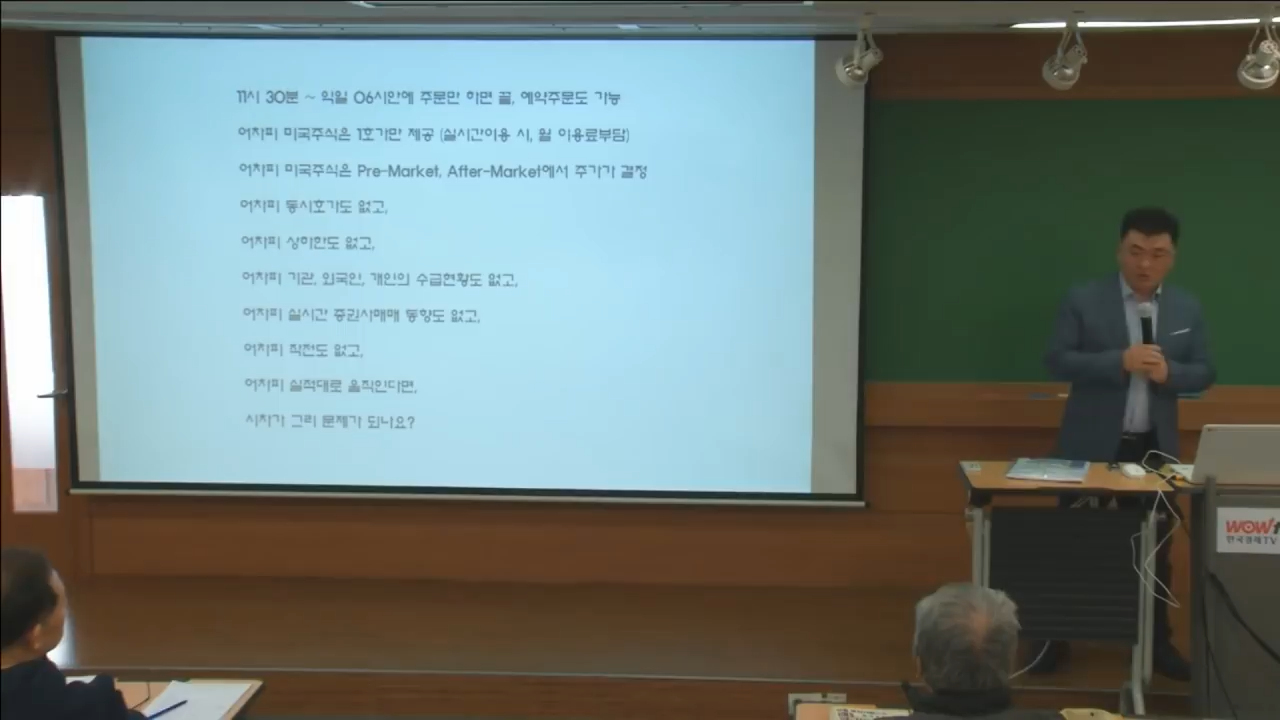 11시 30분 ~ 익일 06시안에 주문만 하면 끝, 예약주문도 가능
어차피 미국주식은 1호가만 제공 (실시간이용 시, 월 이용료부담)
어차피 미국주식은 Pre-Market, After-Market에서 주가가 결정
어차피 동시호가도 없고,
어차피 상하한도 없고,
어차피 기관, 외국인, 개인의 수급현황도 없고,
어차피 실시간 증권사매매 동향도 없고,
어차피 작전도 없고,
어차피 실적대로 움직인다면,
시차가 그리 문제가 되나요?
WOW
한국경제TV